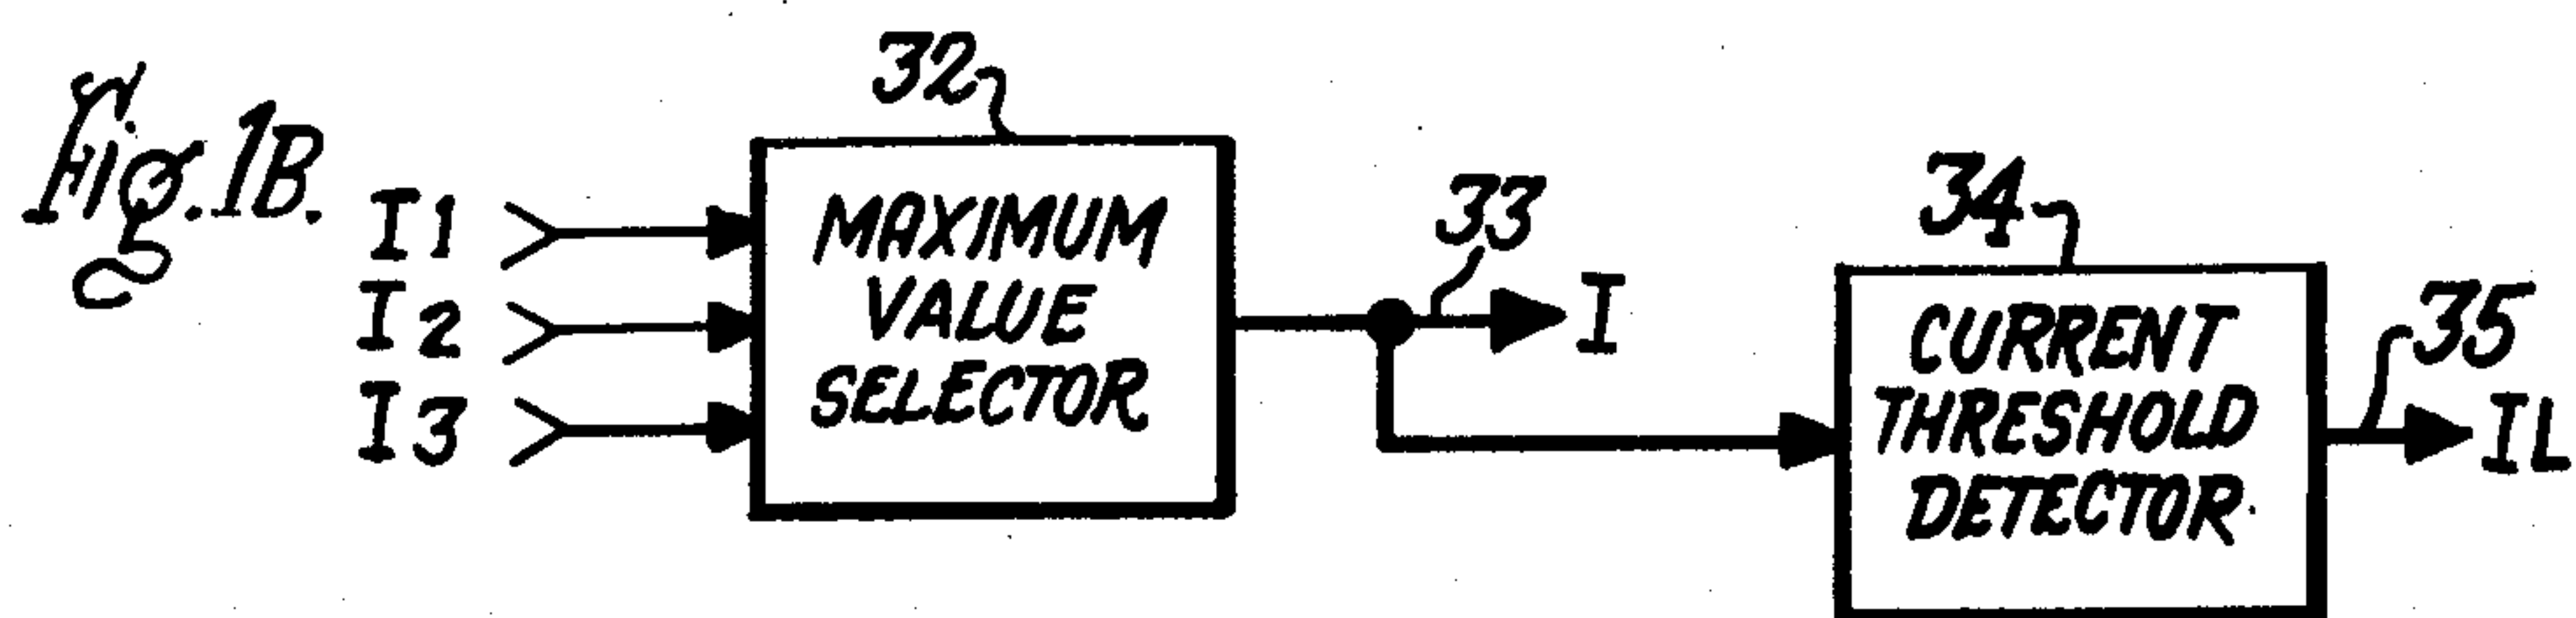 Fig. 1B.
32
I1
I2
I3
MAXIMUM
VALUE
SELECTOR
33
I
34
CURRENT
THRESHOLD
DETECTOR
35
IL